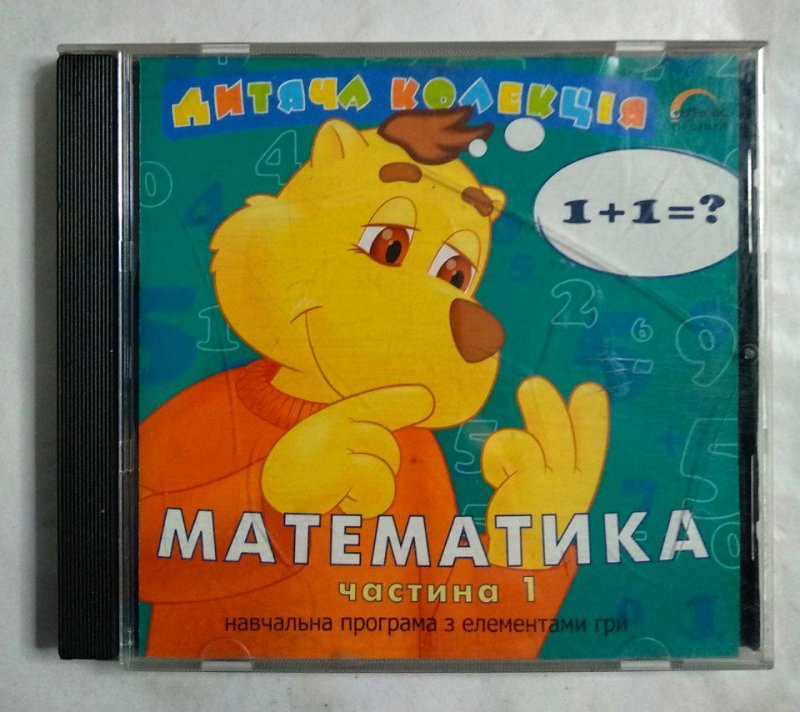 ДИТЯЧА КОЛЕКЦІЯ
1+1=?
МАТЕМАТИКА
частина 1
навчальна програма з елементами гри